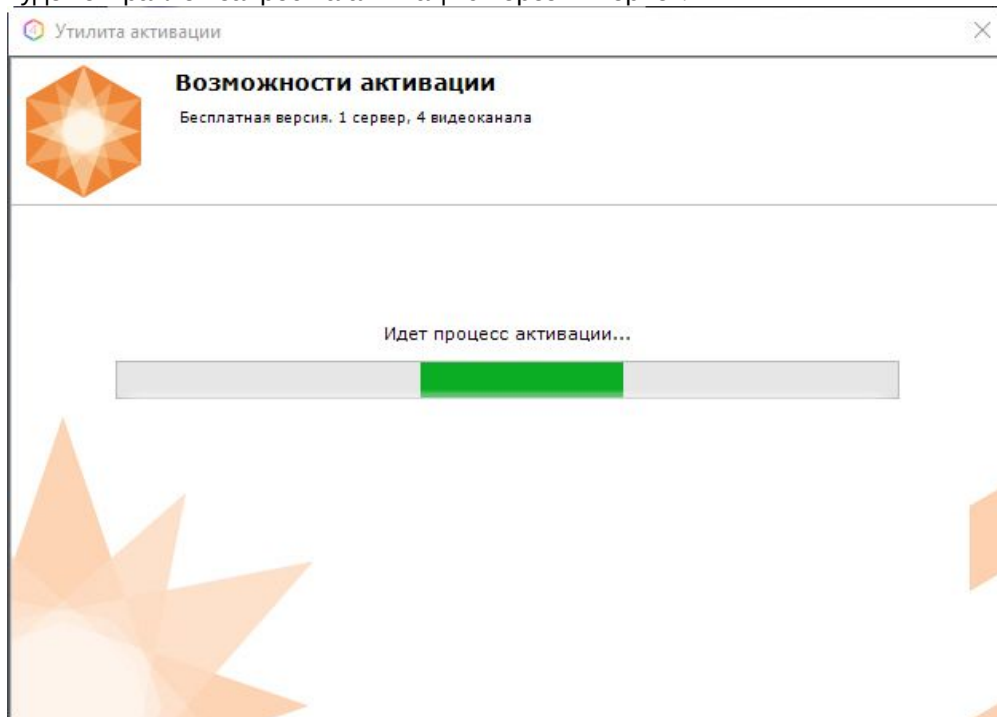 Утилита активации
Возможности активации
Бесплатная версия. 1 сервер, 4 видеоканала
Идет процесс активации...